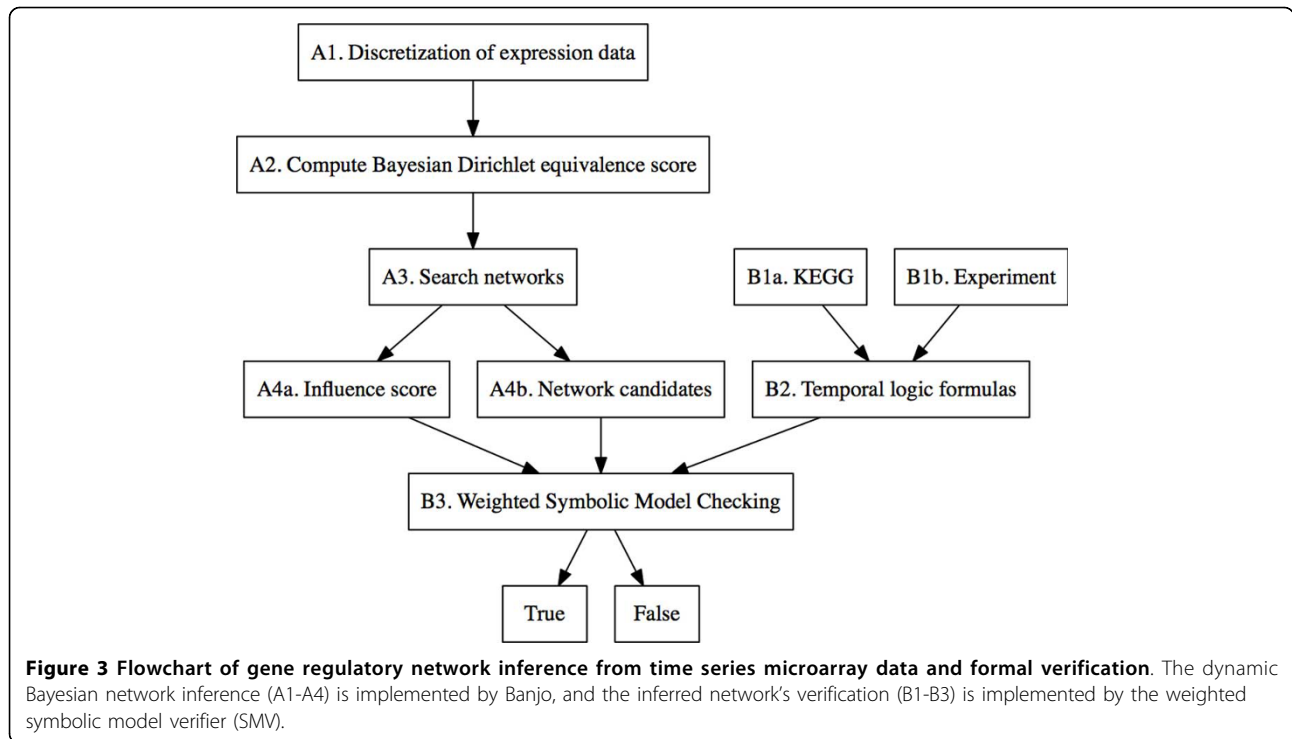 A1. Discretization of expression data
A2. Compute Bayesian Dirichlet equivalence score
A3. Search networks
B1a. KEGG
B1b. Experiment
A4a. Influence score
A4b. Network candidates
B2. Temporal logic formulas
B3. Weighted Symbolic Model Checking
True
False
Figure 3 Flowchart of gene regulatory network inference from time series microarray data and formal verification. The dynamic
Bayesian network inference (A1-A4) is implemented by Banjo, and the inferred network's verification (B1-B3) is implemented by the weighted
symbolic model verifier (SMV).